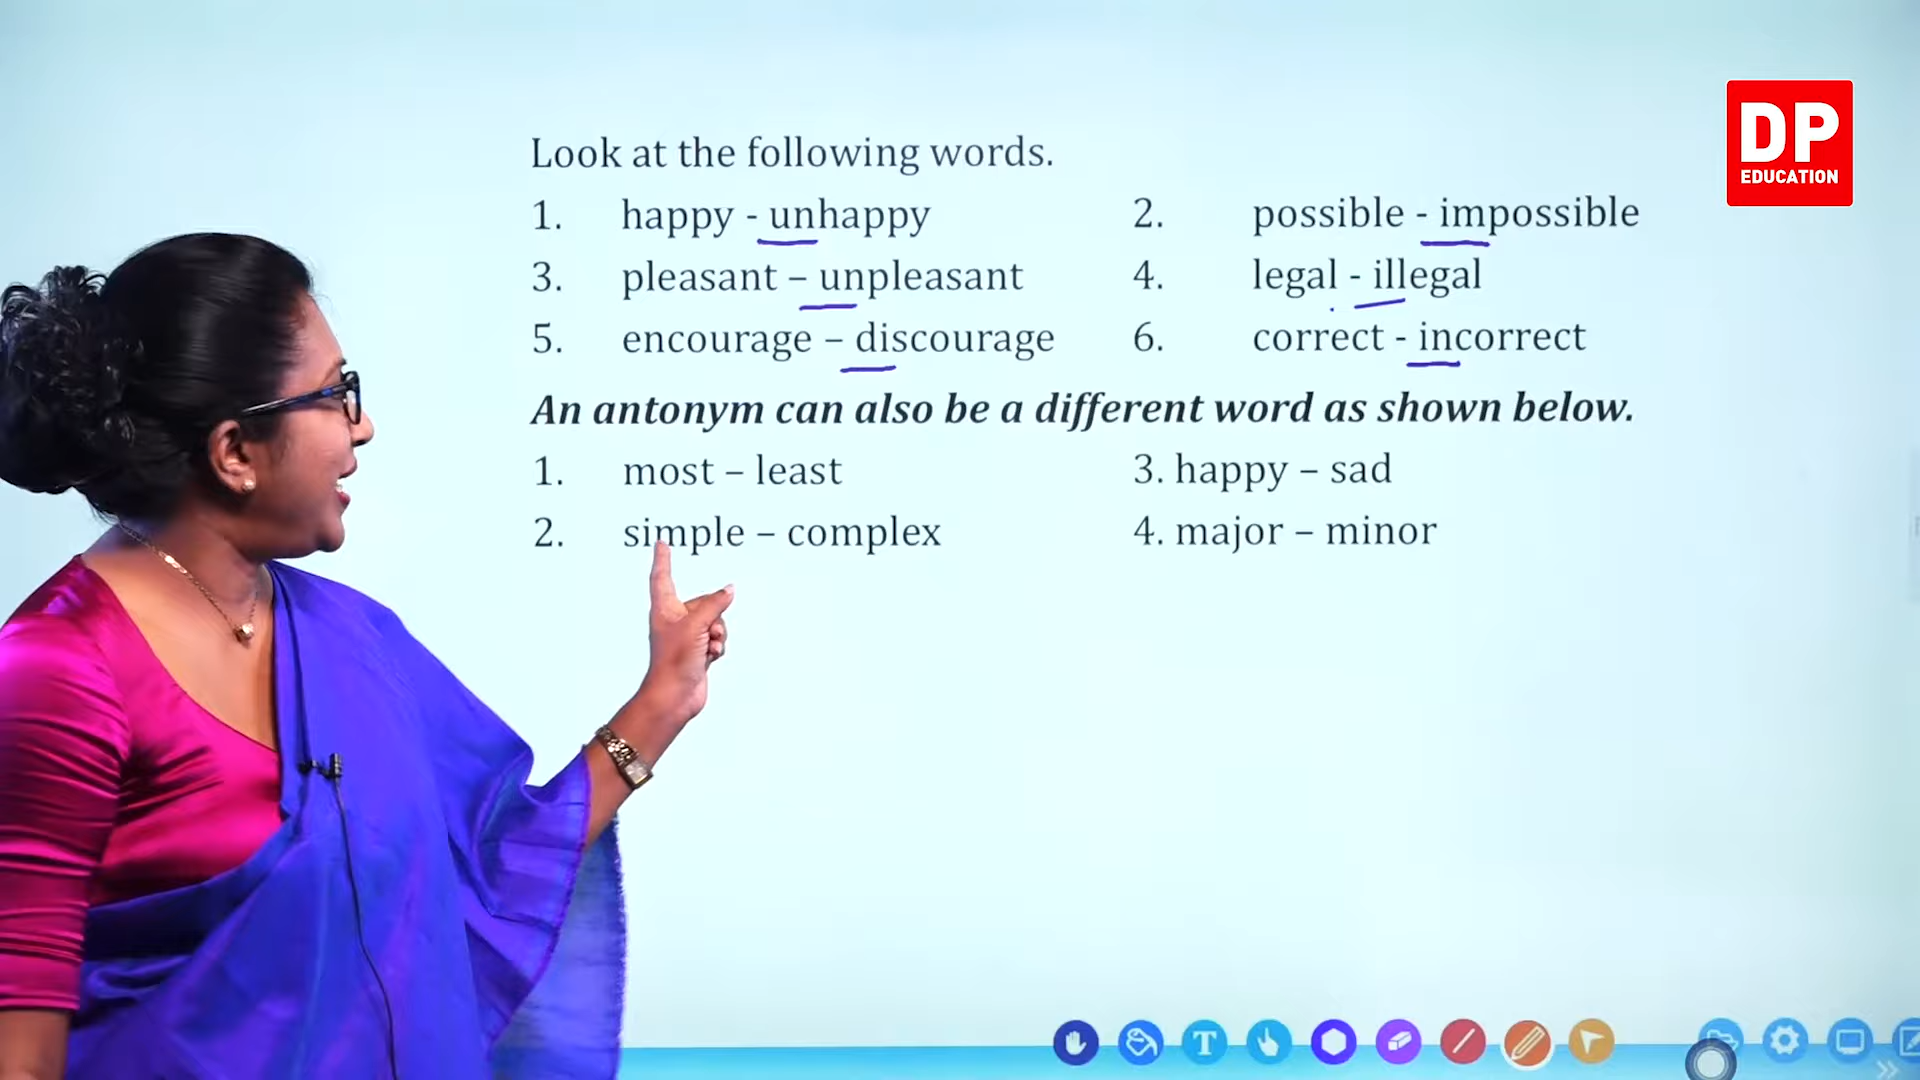 DP
EDUCATION
Look at the following words.
1. happy - unhappy 2. possible - impossible
3. pleasant – unpleasant 4. legal - illegal
5. encourage – discourage 6. correct - incorrect
An antonym can also be a different word as shown below.
1. most – least 3. happy – sad
2. simple – complex 4. major – minor
T